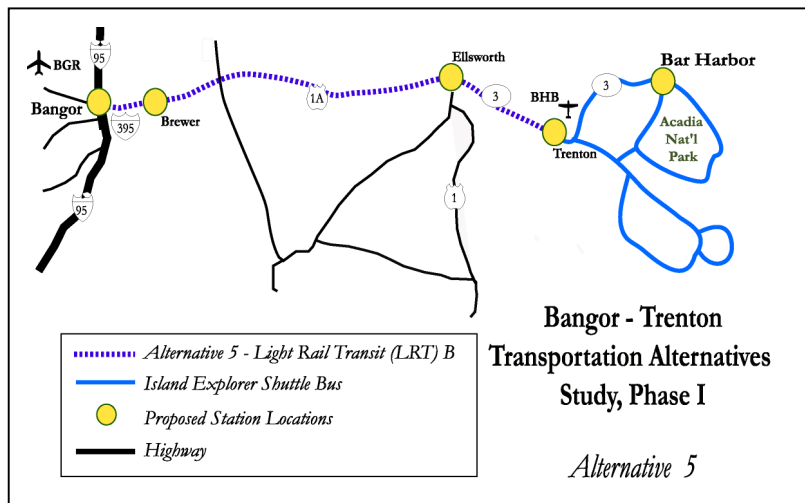 95
BGR
Bangor
395
Brewer
95
1A
Ellsworth
3
BHB
Trenton
3
Bar Harbor
Acadia
Nat'l
Park
1
Bangor - Trenton
Transportation Alternatives
Study, Phase I
Alternative 5
Alternative 5 - Light Rail Transit (LRT) B
Island Explorer Shuttle Bus
Proposed Station Locations
Highway